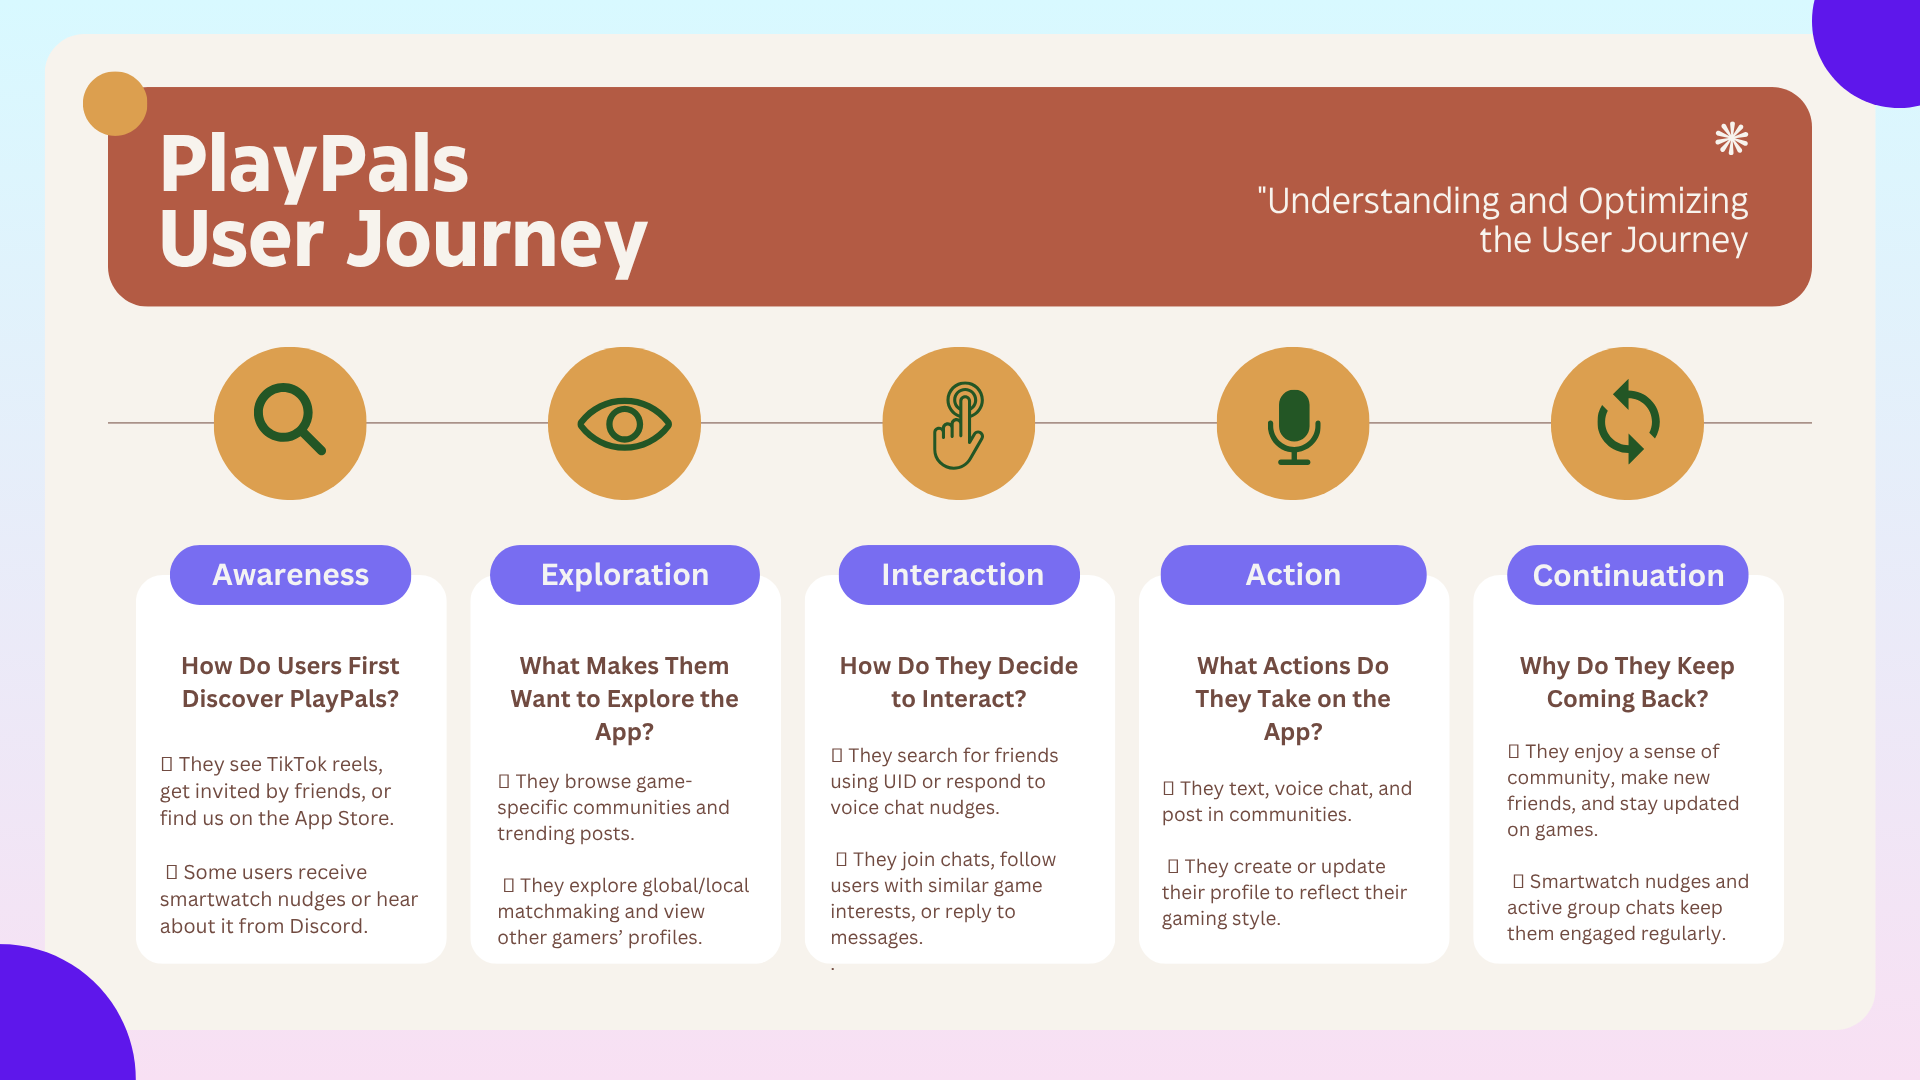 PlayPals
User Journey
"Understanding and Optimizing
the User Journey
Awareness
How Do Users First
Discover PlayPals?
▯ They see TikTok reels,
get invited by friends, or
find us on the App Store.
▯ Some users receive
smartwatch nudges or hear
about it from Discord.
Exploration
What Makes Them
Want to Explore the
App?
▯ They browse game-
specific communities and
trending posts.
▯ They explore global/local
matchmaking and view
other gamers’ profiles.
Interaction
How Do They Decide
to Interact?
▯ They search for friends
using UID or respond to
voice chat nudges.
▯ They join chats, follow
users with similar game
interests, or reply to
messages.
.
Action
What Actions Do
They Take on the
App?
▯ They text, voice chat, and
post in communities.
▯ They create or update
their profile to reflect their
gaming style.
Continuation
Why Do They Keep
Coming Back?
▯ They enjoy a sense of
community, make new
friends, and stay updated
on games.
▯ Smartwatch nudges and
active group chats keep
them engaged regularly.